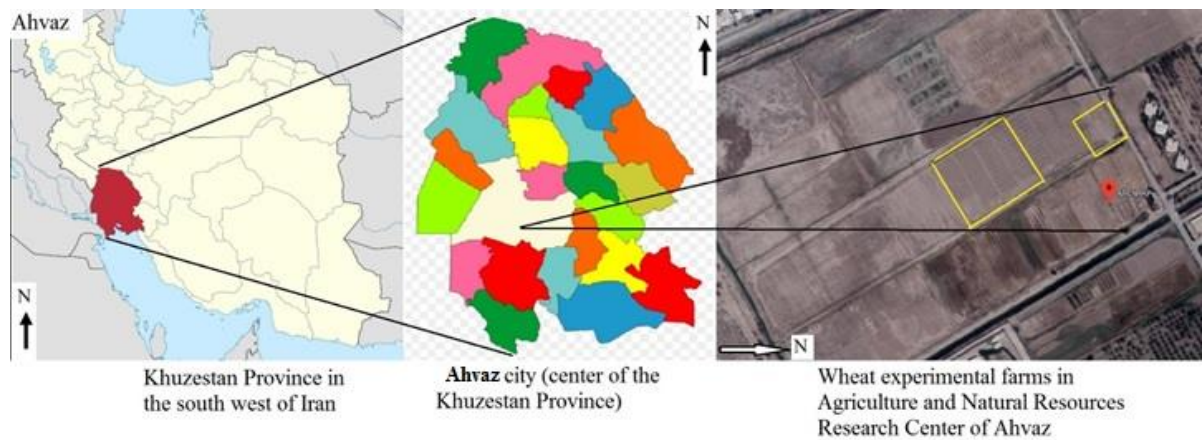 Ahvaz
N
N
N
Khuzestan Province in
the south west of Iran
Ahvaz city (center of the
Khuzestan Province)
Wheat experimental farms in
Agriculture and Natural Resources
Research Center of Ahvaz